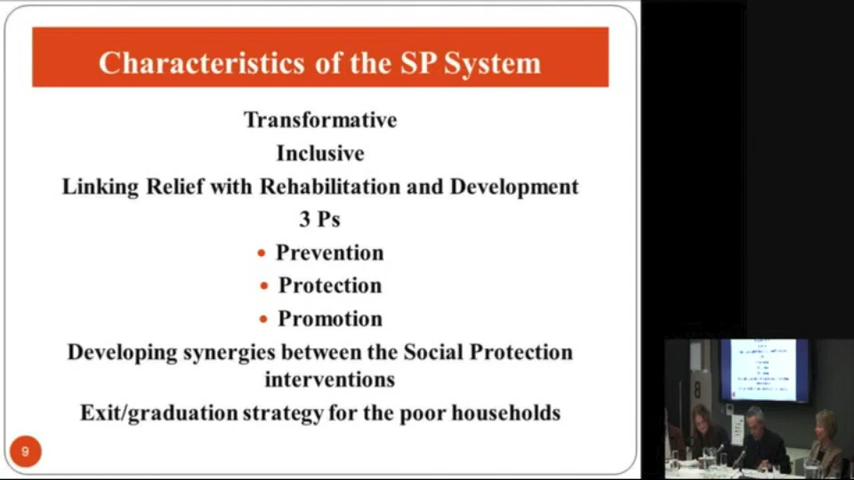 Characteristics of the SP System
Transformative
Inclusive
Linking Relief with Rehabilitation and Development
3 Ps
• Prevention
• Protection
• Promotion
Developing synergies between the Social Protection
interventions
Exit/graduation strategy for the poor households
9
8